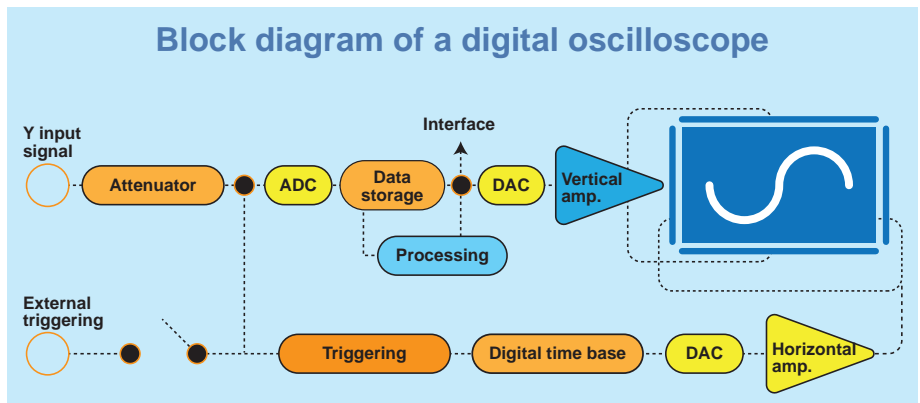 Block diagram of a digital oscilloscope
Y input
signal
Interface
Attenuator
ADC
Data
storage
DAC
Vertical
amp.
Processing
External
triggering
Triggering
Digital time base
DAC
Horizontal
amp.